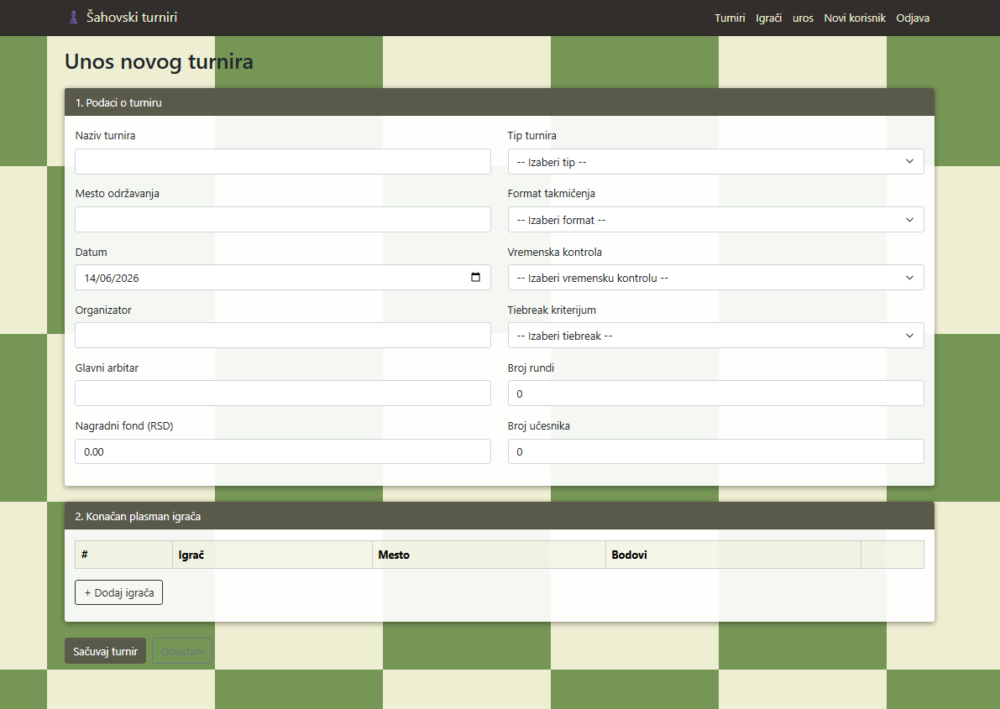 Šahovski turniri
Turniri Igrači uros Novi korisnik Odjava
Unos novog turnira
1. Podaci o turniru
Naziv turnira
Tip turnira
-- Izaberi tip --
Mesto održavanja
Format takmičenja
-- Izaberi format --
Datum
Vremenska kontrola
14/06/2026
-- Izaberi vremensku kontrolu --
Organizator
Tiebreak kriterijum
-- Izaberi tiebreak --
Glavni arbitar
Broj rundi
0
Nagradni fond (RSD)
Broj učesnika
0.00
0
2. Konačan plasman igrača
# Igrač Mesto Bodovi
+ Dodaj igrača
Sačuvaj turnir Odustani